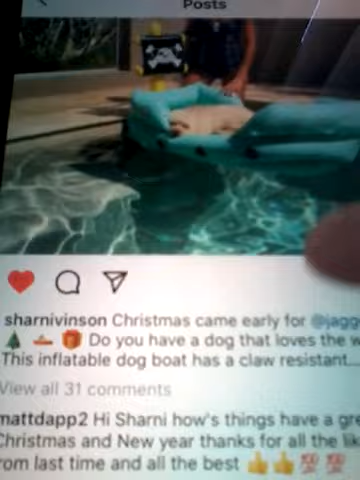 Posts
sharnivinson Christmas came early for @jagg
Do you have a dog that loves the w
This inflatable dog boat has a claw resistant...
View all 31 comments
mattdapp2 Hi Sharni how's things have a gre
Christmas and New year thanks for all the lik
rom last time and all the best 👍👍💯💯